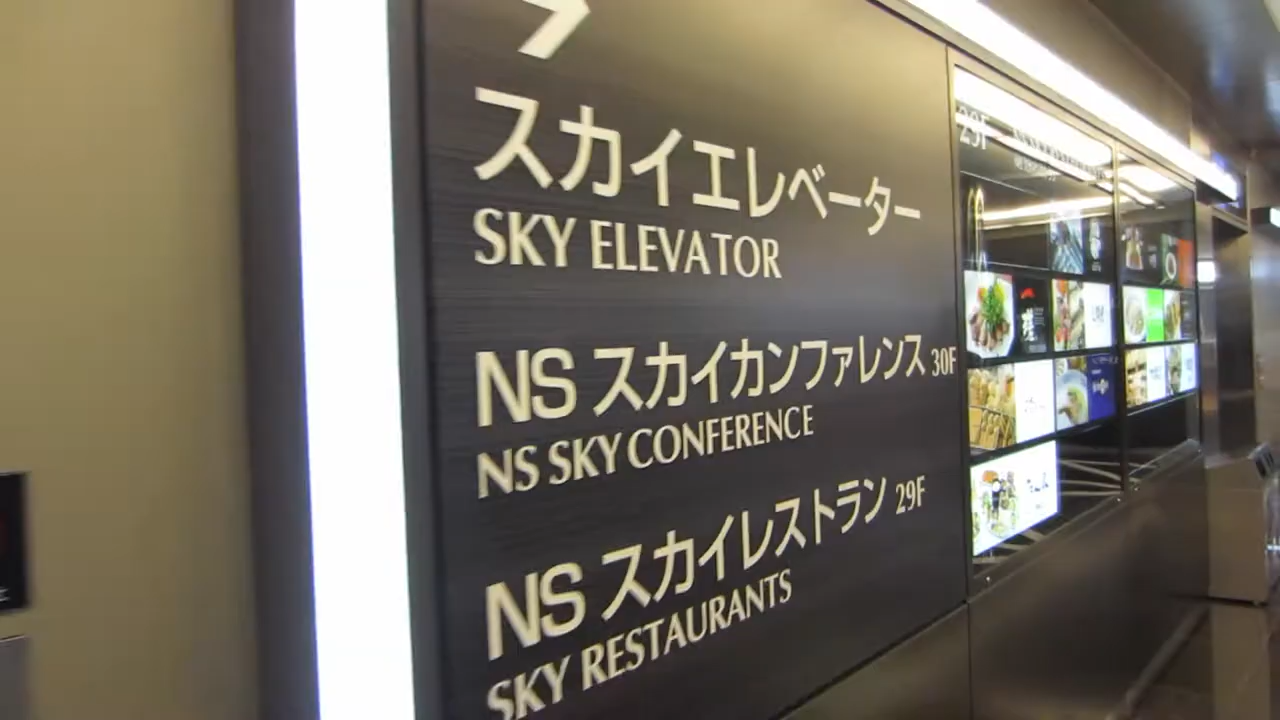 スカイエレベーター
SKY ELEVATOR
NS スカイカンファレンス 30F
NS SKY CONFERENCE
NS スカイレストラン 29F
SKY RESTAURANTS
29F